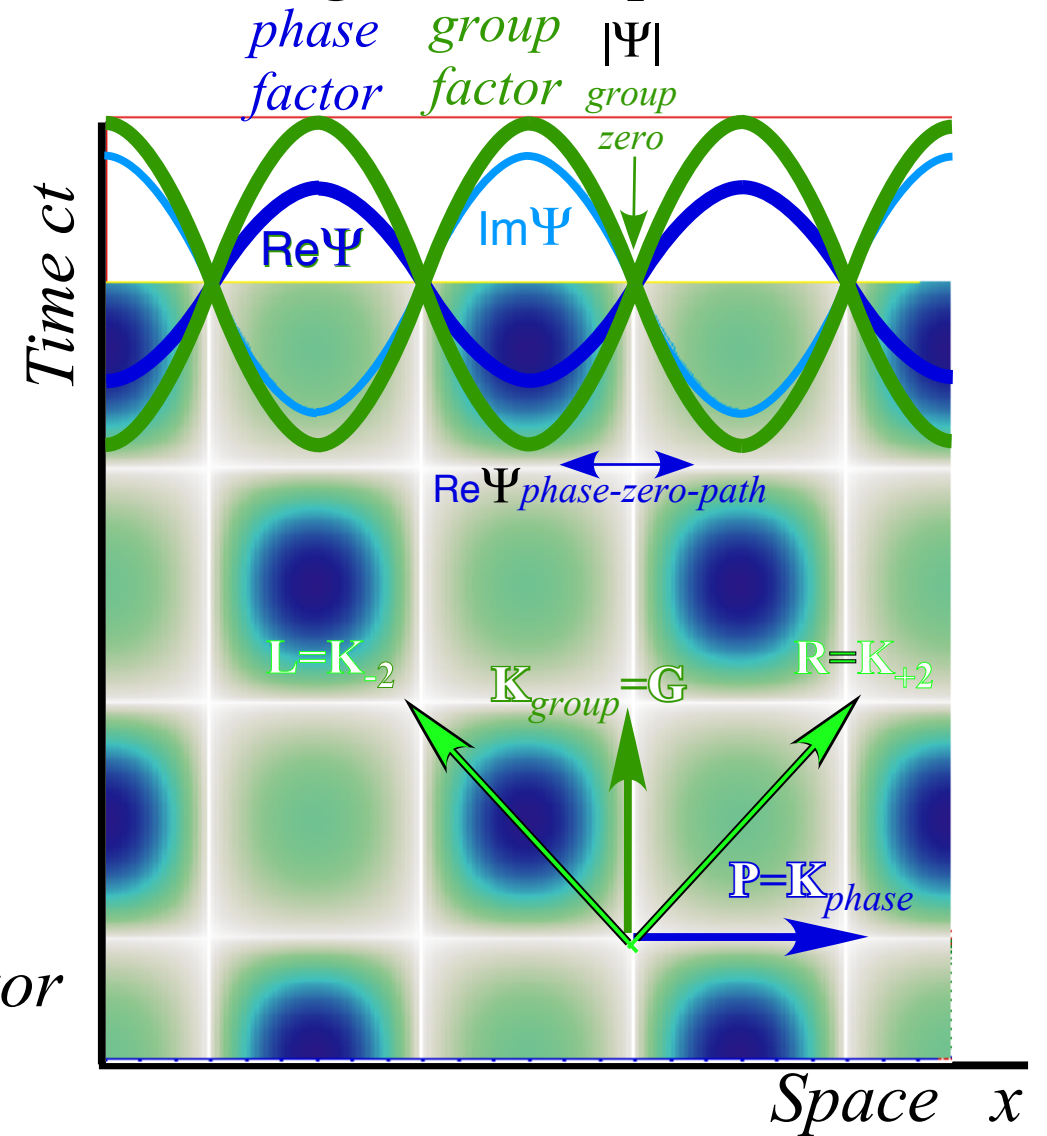 phase
factor
group
factor
|Ψ|
group
zero
Time ct
ReΨ
ImΨ
ReΨphase-zero-path
L=K-2
R=K+2
Kgroup=G
P=Kphase
or
Space x